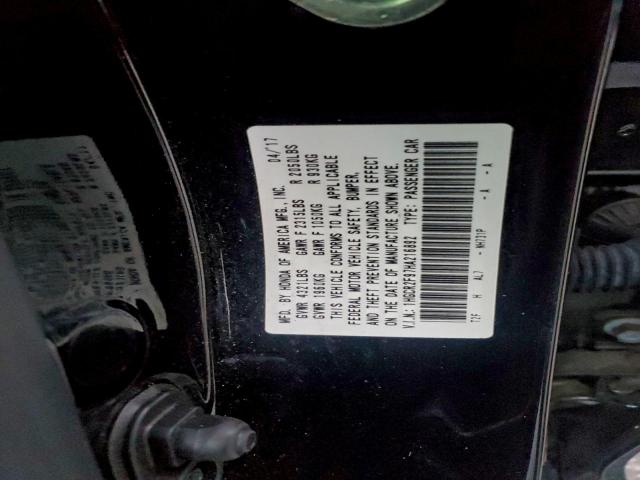 MFD. BY HONDA OF AMERICA MFG., INC. 04/'17
GVWR 4321LBS GAWR F 2315LBS R 2050LBS
GVWR 1960KG GAWR F 1050KG R 930KG
THIS VEHICLE CONFORMS TO ALL APPLICABLE
FEDERAL MOTOR VEHICLE SAFETY, BUMPER,
AND THEFT PREVENTION STANDARDS IN EFFECT
ON THE DATE OF MANUFACTURE SHOWN ABOVE.
V.I.N.: TYPE: PASSENGER CAR
T2F H AL7 - NH731P - A - A